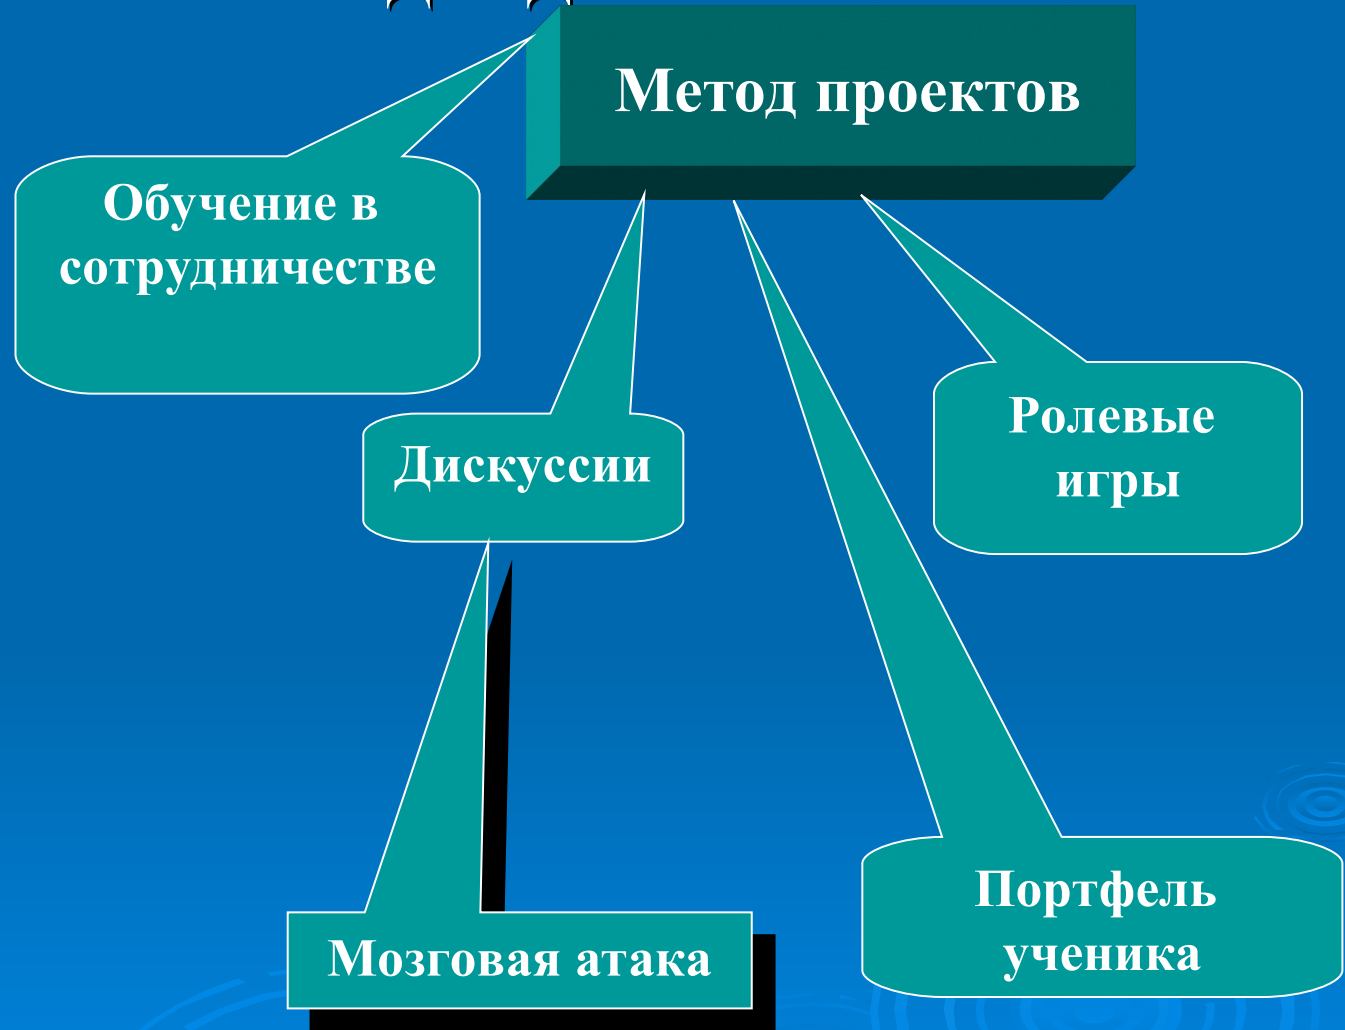 Метод проектов
Обучение в
сотрудничестве
Дискуссии
Ролевые
игры
Портфель
ученика
Мозговая атака